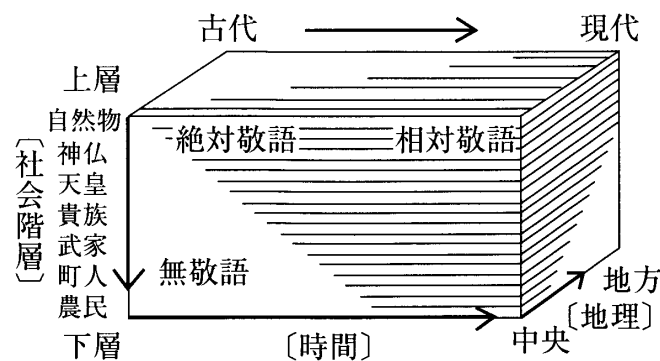 古代
現代
上層
自然物
神仏
天皇
貴族
武家
町人
農民
下層
〔社会階層〕
絶対敬語
相対敬語
無敬語
〔時間〕
中央
地方
〔地理〕